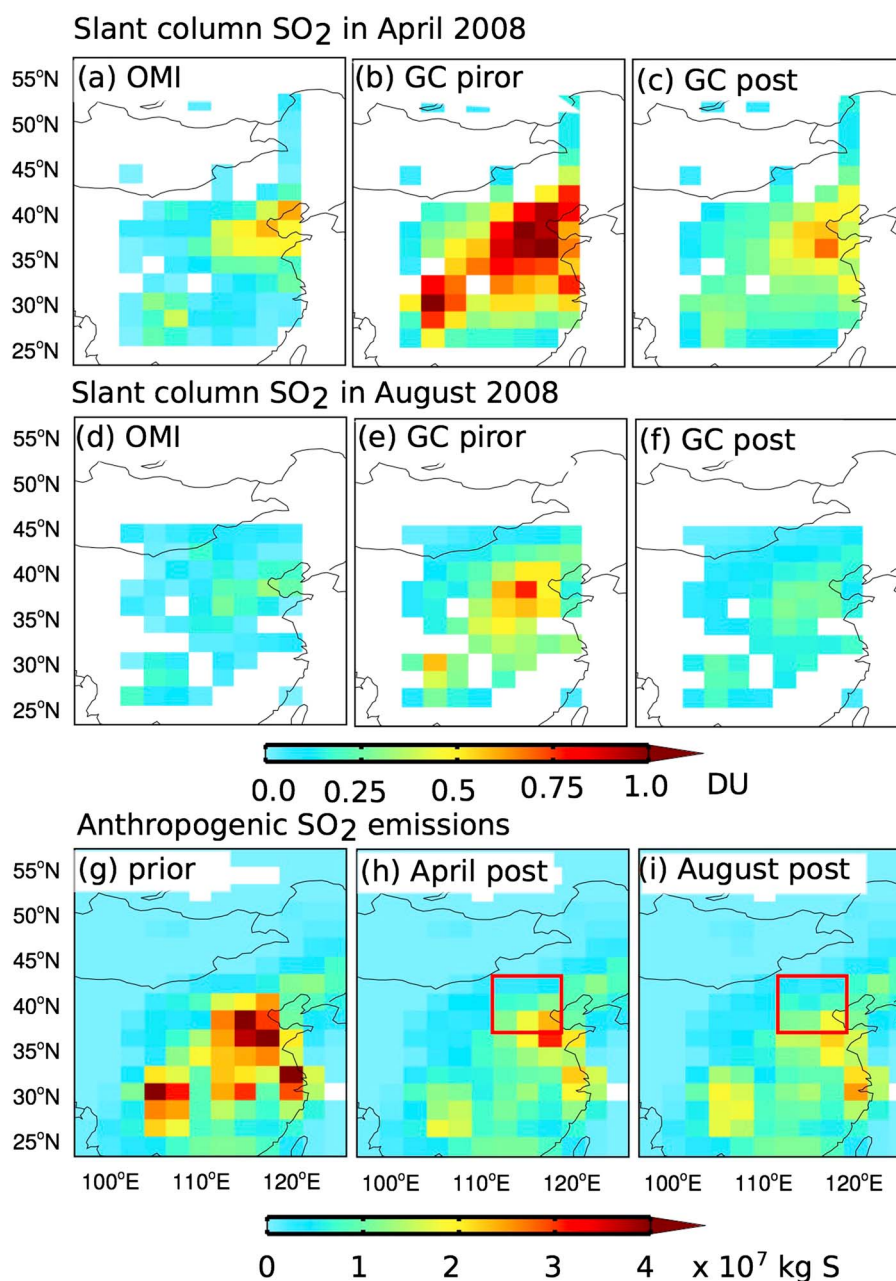 Slant column SO2 in April 2008
(a) OMI (b) GC piror (c) GC post
55°N
50°N
45°N
40°N
35°N
30°N
25°N
Slant column SO2 in August 2008
(d) OMI (e) GC piror (f) GC post
55°N
50°N
45°N
40°N
35°N
30°N
25°N
0.0 0.25 0.5 0.75 1.0 DU
Anthropogenic SO2 emissions
(g) prior (h) April post (i) August post
55°N
50°N
45°N
40°N
35°N
30°N
25°N
100°E 110°E 120°E 100°E 110°E 120°E 100°E 110°E 120°E
0 1 2 3 4 x 10⁷ kg S